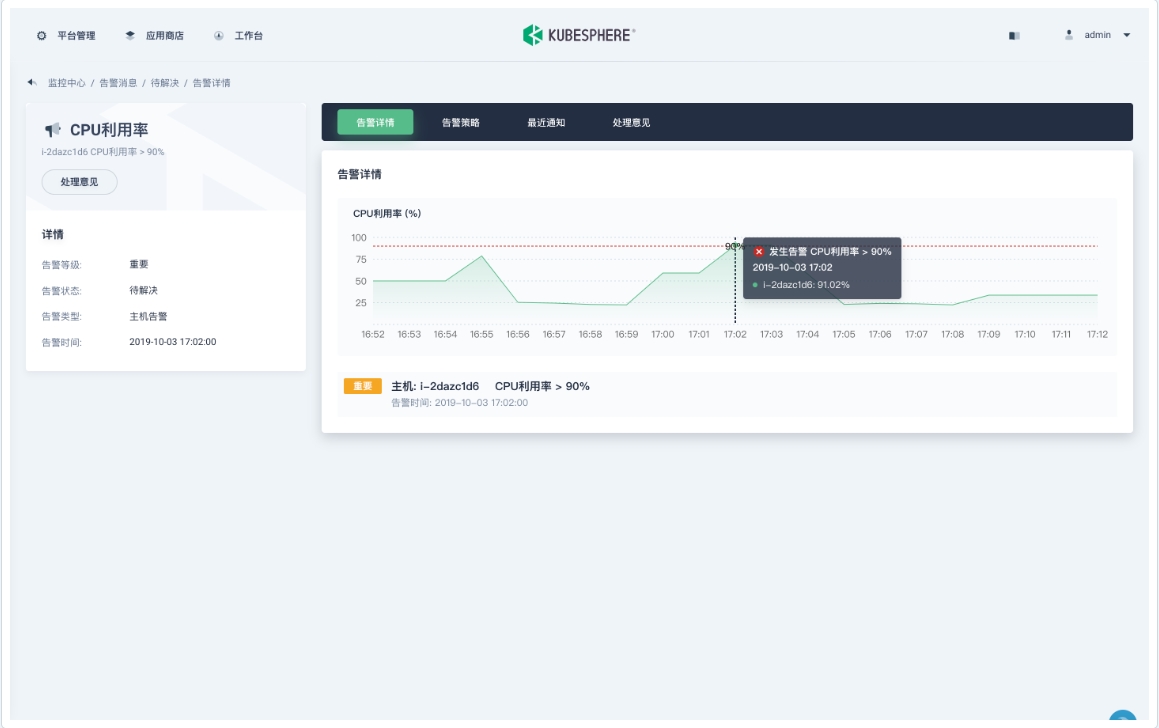 平台管理 应用商店 工作台 KUBESPHERE® admin
监控中心 / 告警消息 / 待解决 / 告警详情
CPU利用率
i-2dazc1d6 CPU利用率 > 90%
处理意见
详情
告警等级: 重要
告警状态: 待解决
告警类型: 主机告警
告警时间: 2019-10-03 17:02:00
告警详情 告警策略 最近通知 处理意见
告警详情
CPU利用率 (%)
100
75
50
25
90%
发生告警 CPU利用率 > 90%
2019-10-03 17:02
i-2dazc1d6: 91.02%
16:52 16:53 16:54 16:55 16:56 16:57 16:58 16:59 17:00 17:01 17:02 17:03 17:04 17:05 17:06 17:07 17:08 17:09 17:10 17:11 17:12
重要 主机: i-2dazc1d6 CPU利用率 > 90%
告警时间: 2019-10-03 17:02:00